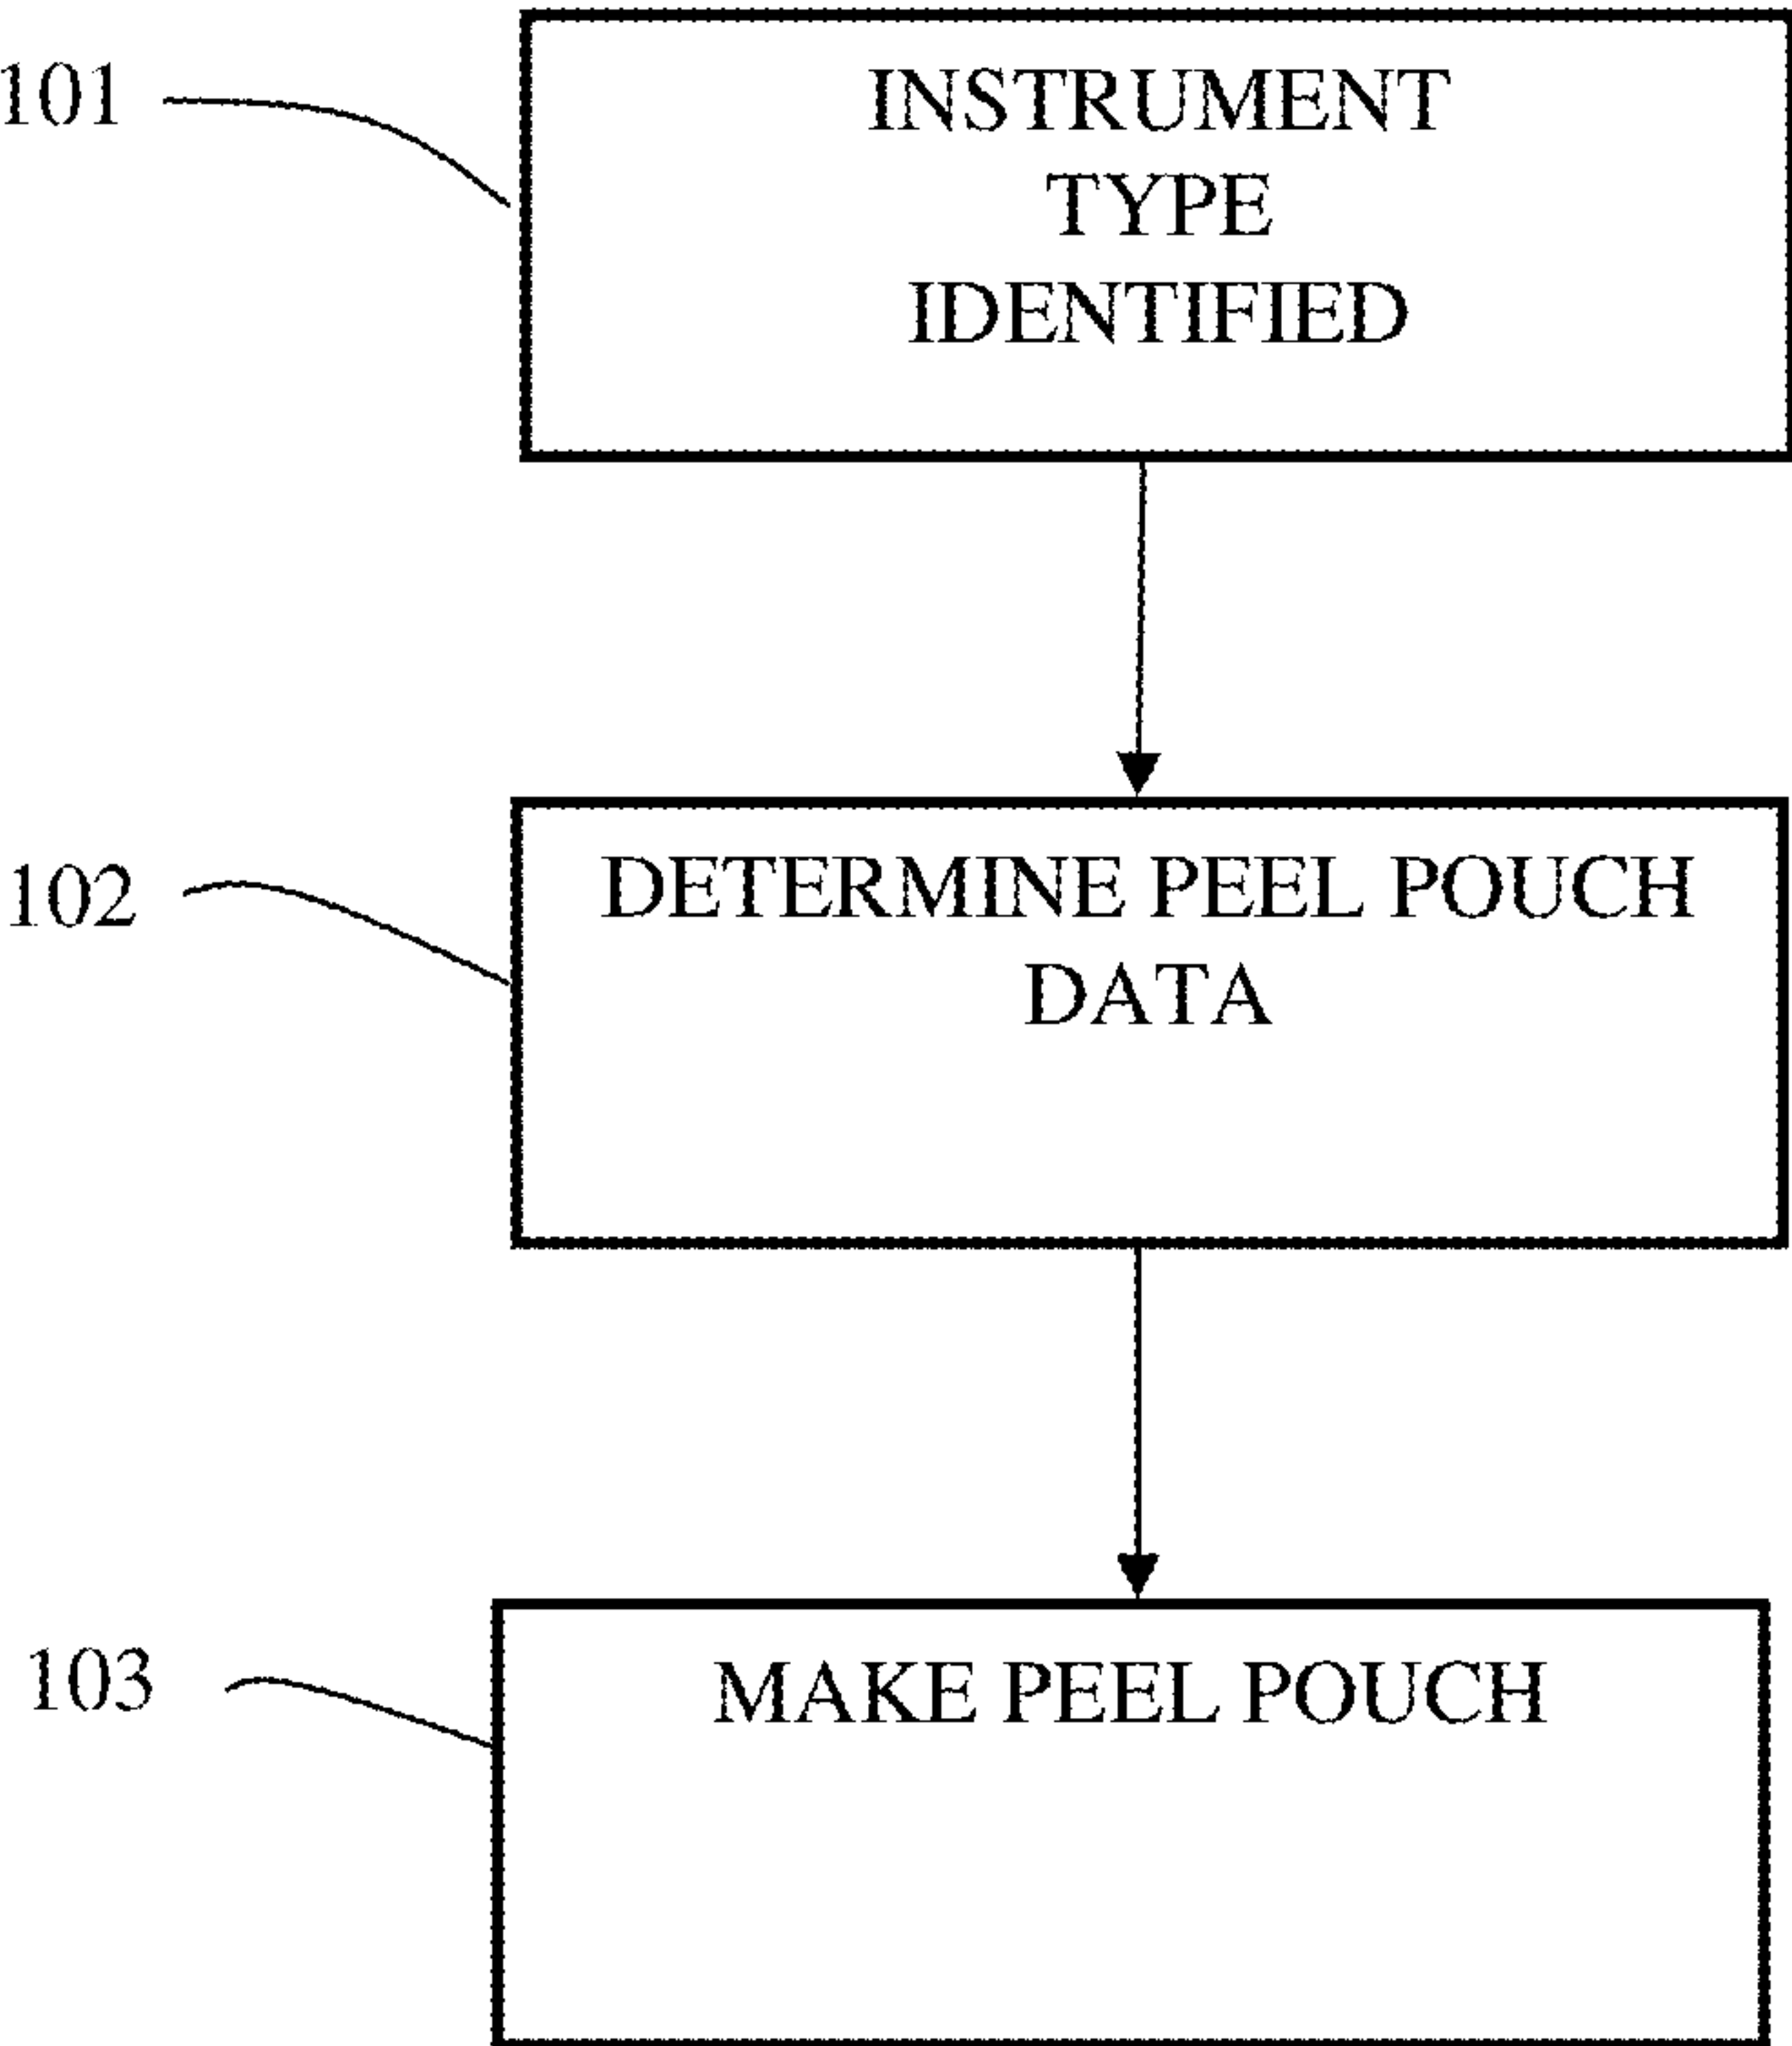 101
INSTRUMENT
TYPE
IDENTIFIED
102
DETERMINE PEEL POUCH
DATA
103
MAKE PEEL POUCH